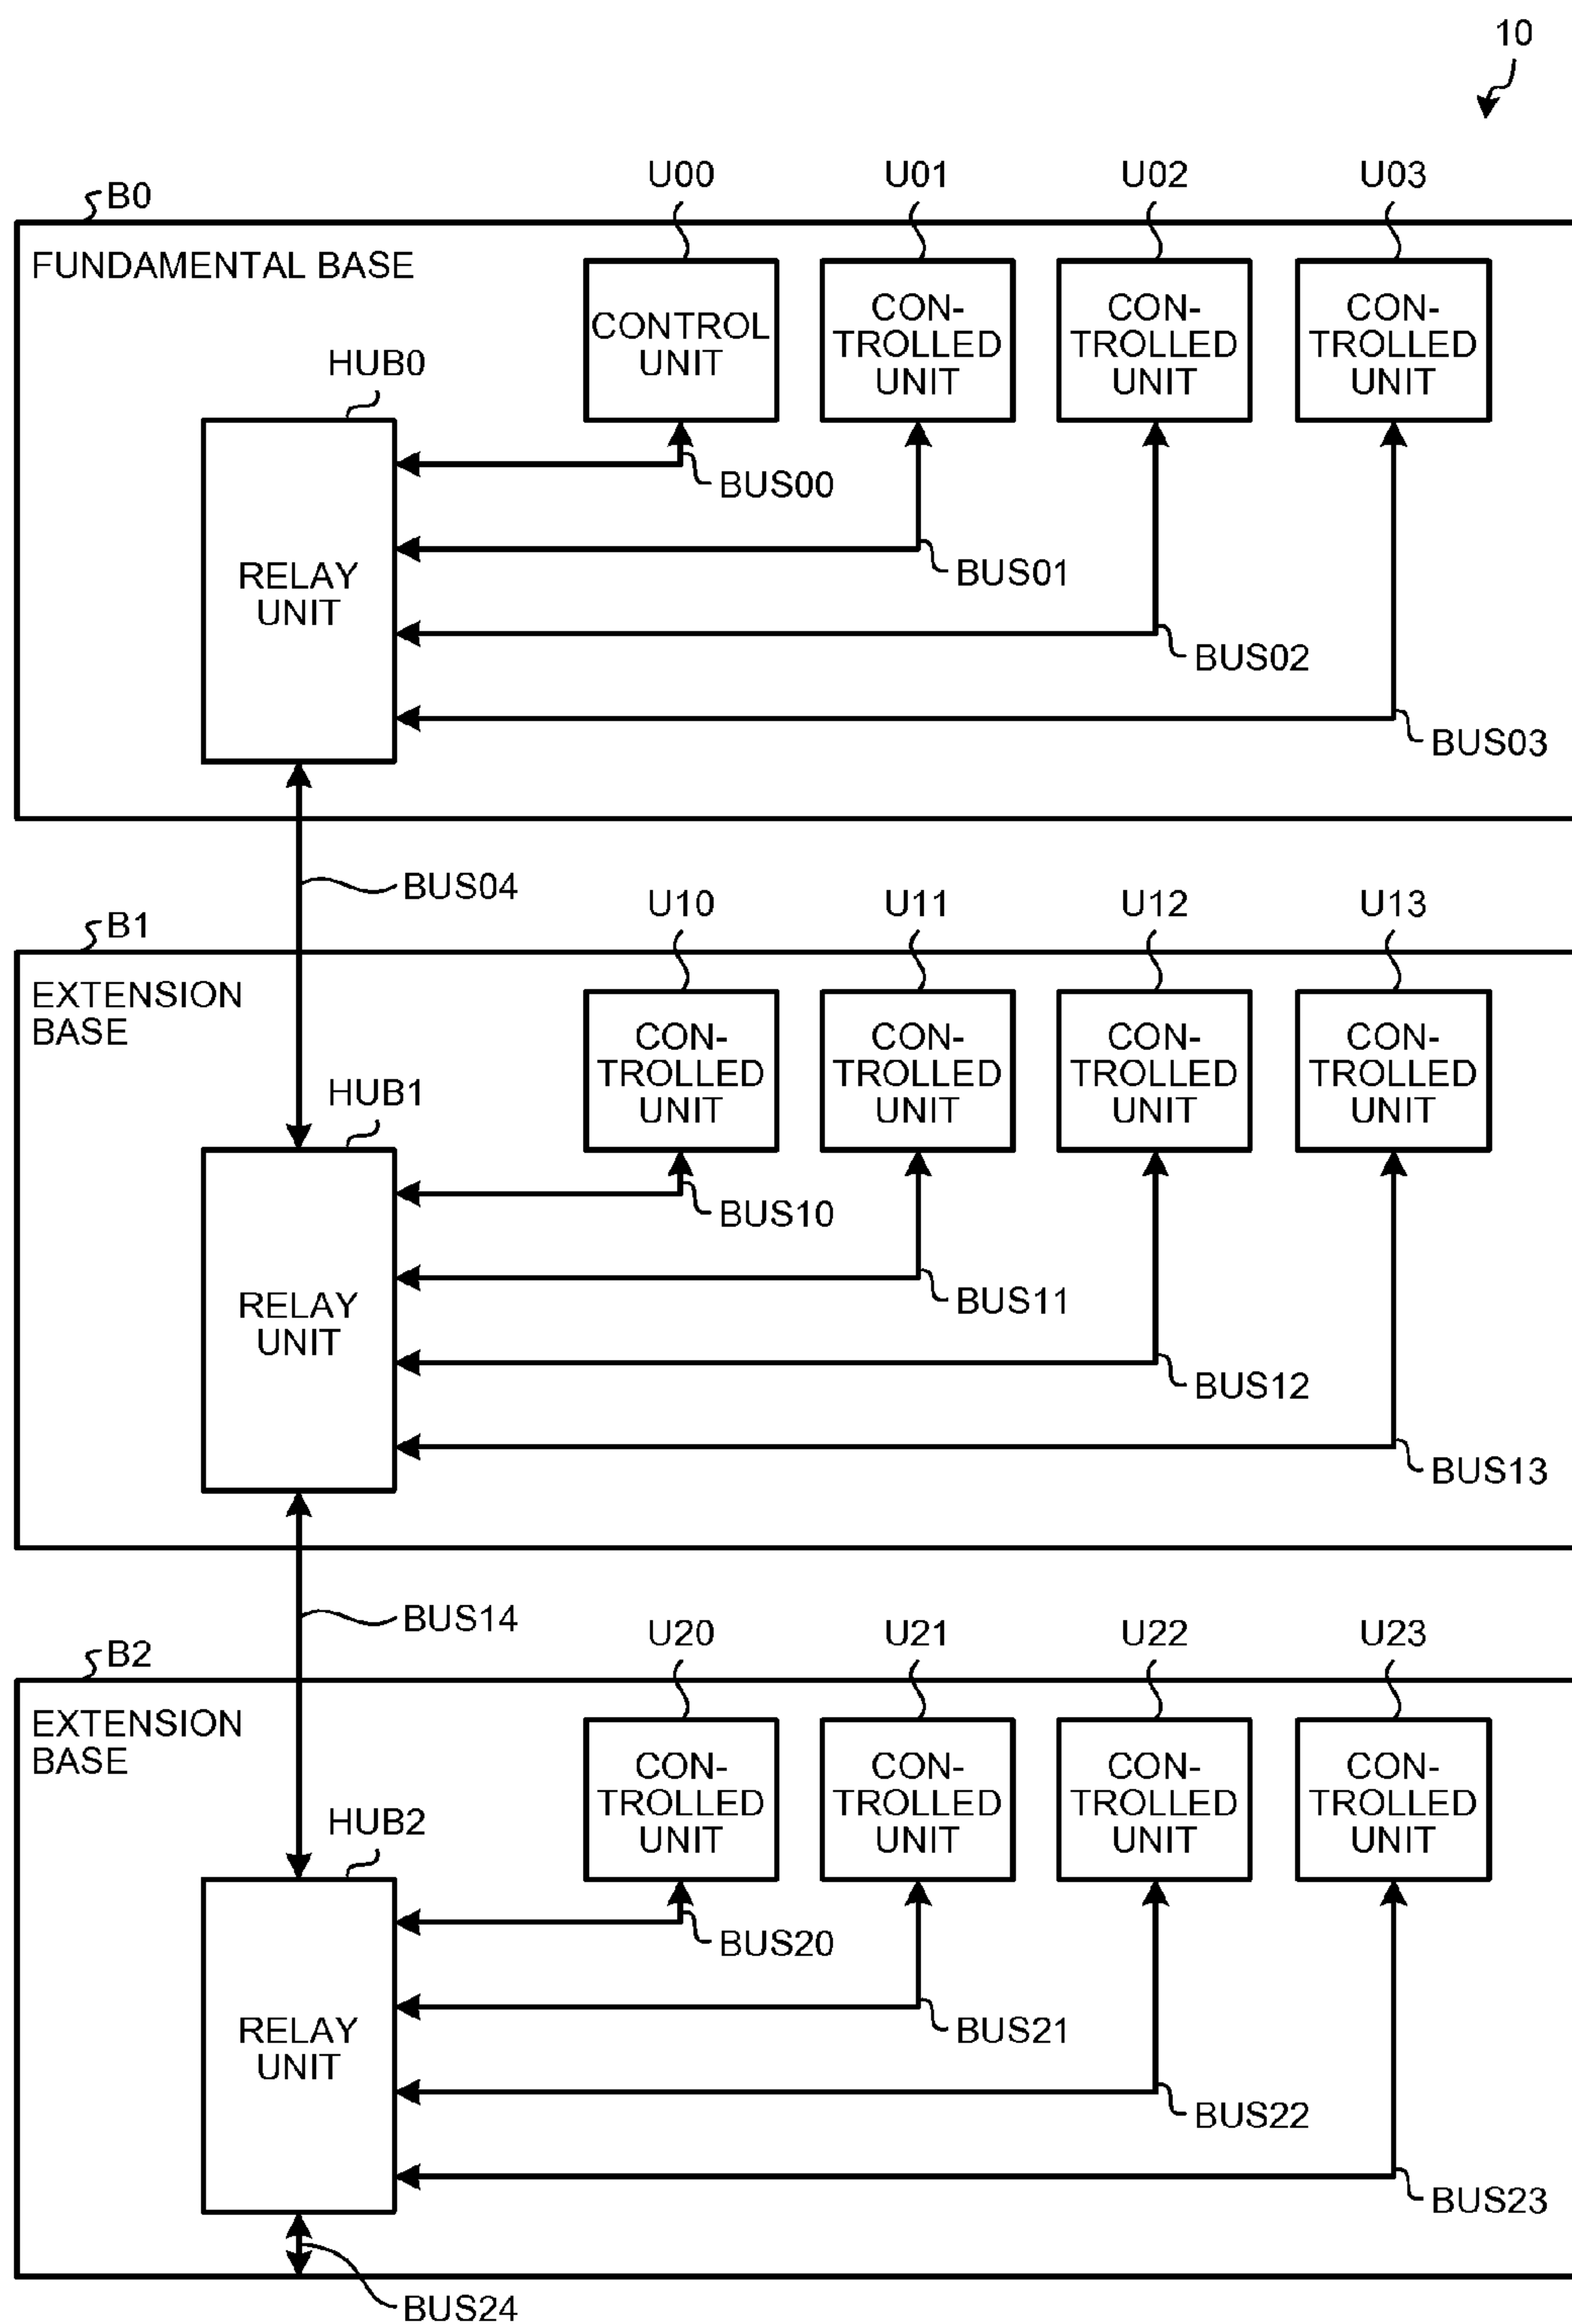 10
B0
U00
U01
U02
U03
FUNDAMENTAL BASE
CONTROL
UNIT
CON-
TROLLED
UNIT
CON-
TROLLED
UNIT
CON-
TROLLED
UNIT
HUB0
RELAY
UNIT
BUS00
BUS01
BUS02
BUS03
BUS04
B1
U10
U11
U12
U13
EXTENSION
BASE
CON-
TROLLED
UNIT
CON-
TROLLED
UNIT
CON-
TROLLED
UNIT
CON-
TROLLED
UNIT
HUB1
RELAY
UNIT
BUS10
BUS11
BUS12
BUS13
BUS14
B2
U20
U21
U22
U23
EXTENSION
BASE
CON-
TROLLED
UNIT
CON-
TROLLED
UNIT
CON-
TROLLED
UNIT
CON-
TROLLED
UNIT
HUB2
RELAY
UNIT
BUS20
BUS21
BUS22
BUS23
BUS24